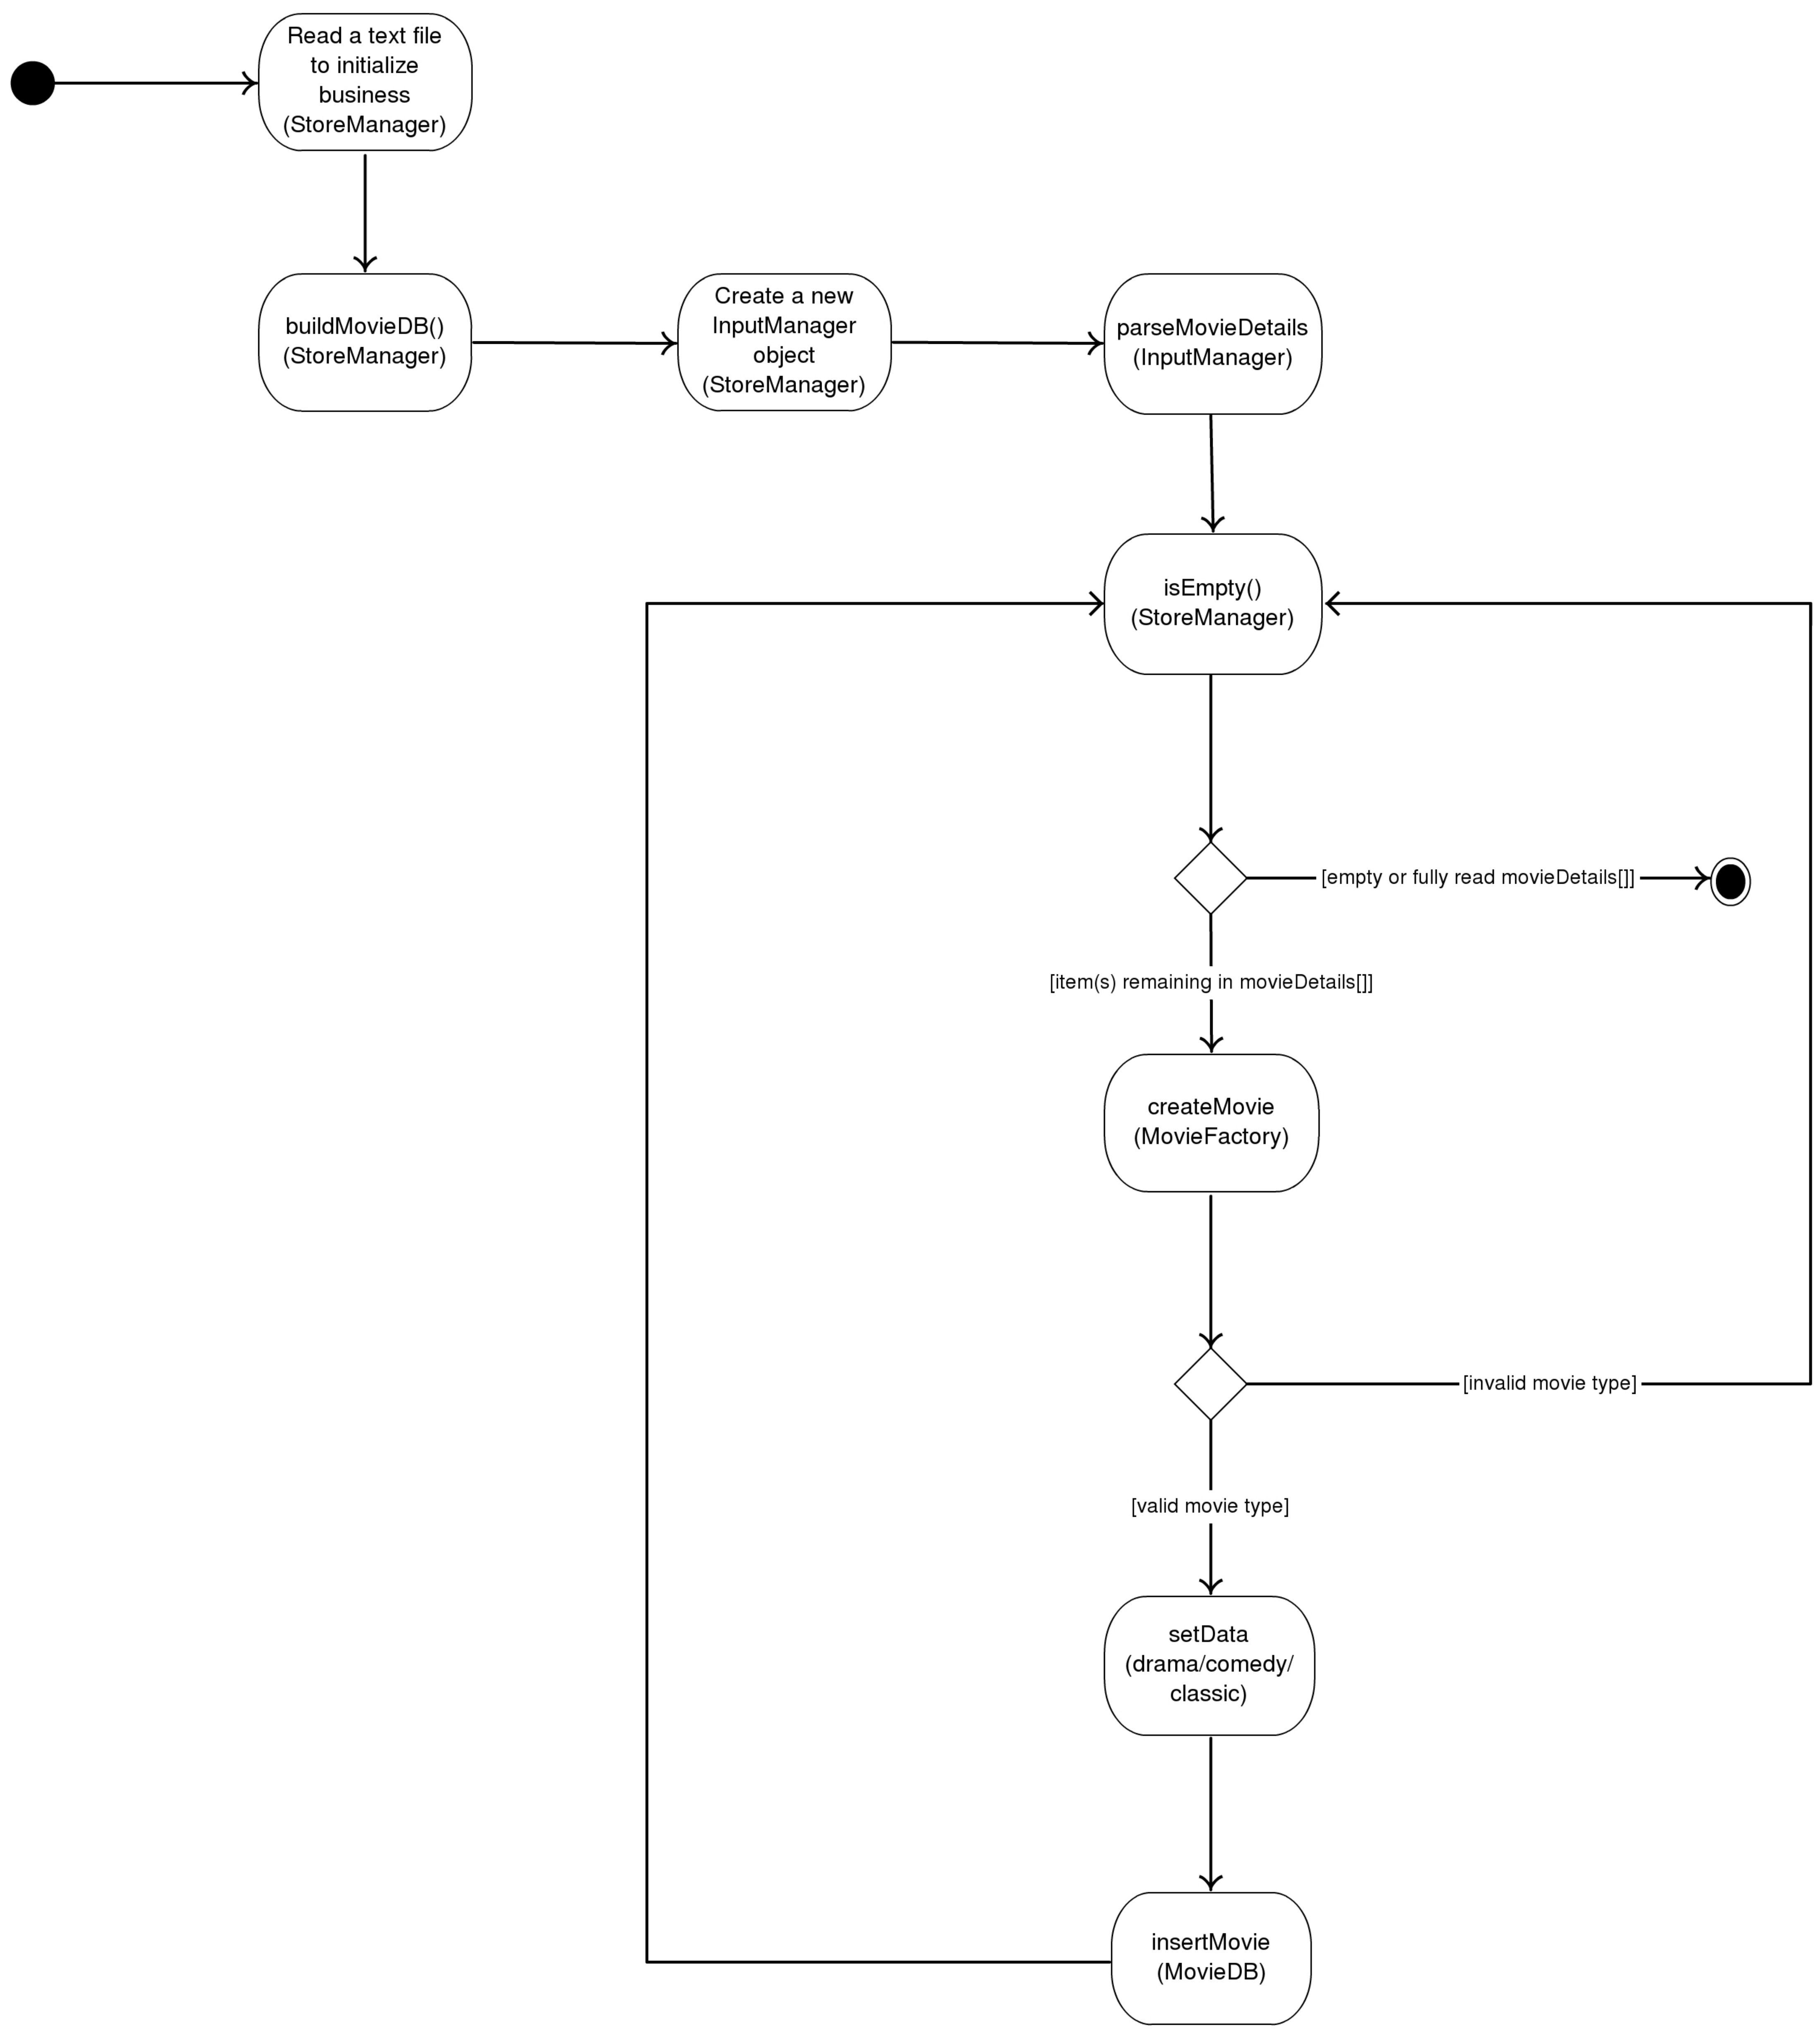 Read a text file
to initialize
business
(StoreManager)
buildMovieDB()
(StoreManager)
Create a new
InputManager
object
(StoreManager)
parseMovieDetails
(InputManager)
isEmpty()
(StoreManager)
[empty or fully read movieDetails[]]
[item(s) remaining in movieDetails[]]
createMovie
(MovieFactory)
[invalid movie type]
[valid movie type]
setData
(drama/comedy/
classic)
insertMovie
(MovieDB)